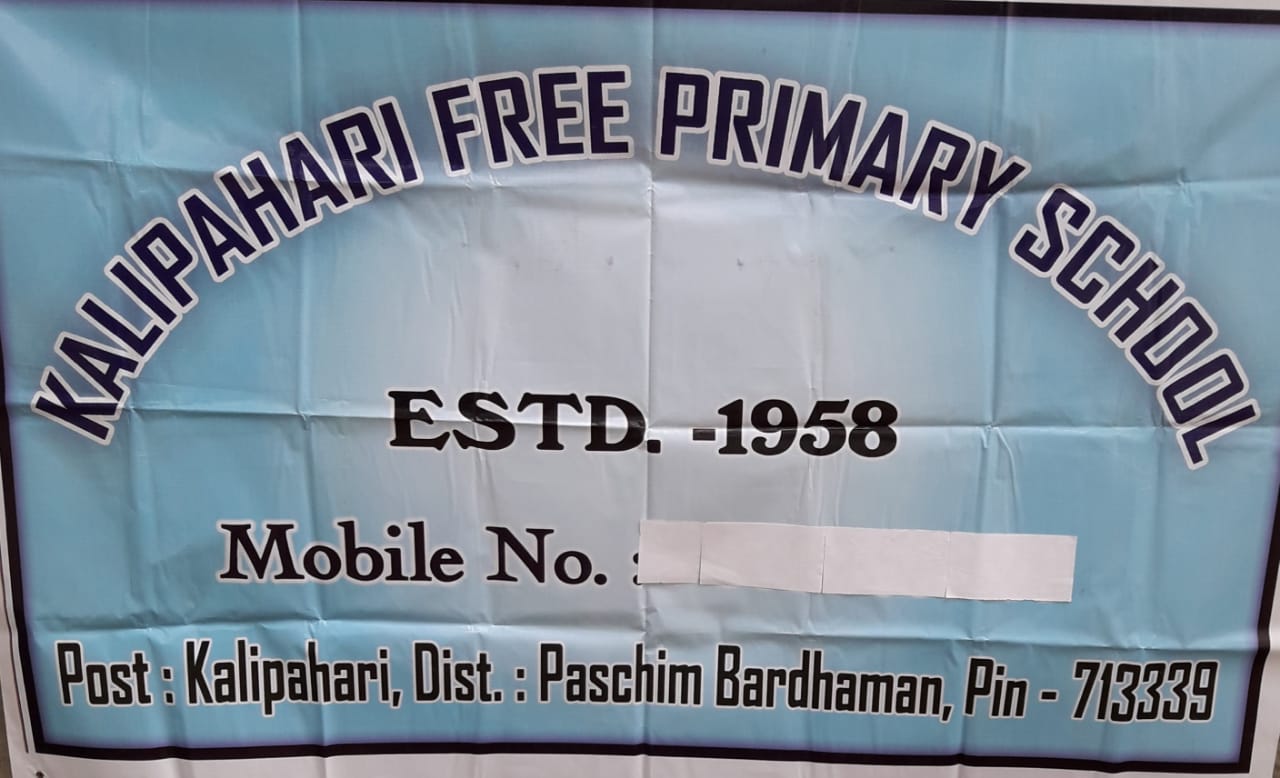 KALIPAHARI FREE PRIMARY SCHOOL
ESTD. -1958
Mobile No. :
Post : Kalipahari, Dist. : Paschim Bardhaman, Pin - 713339